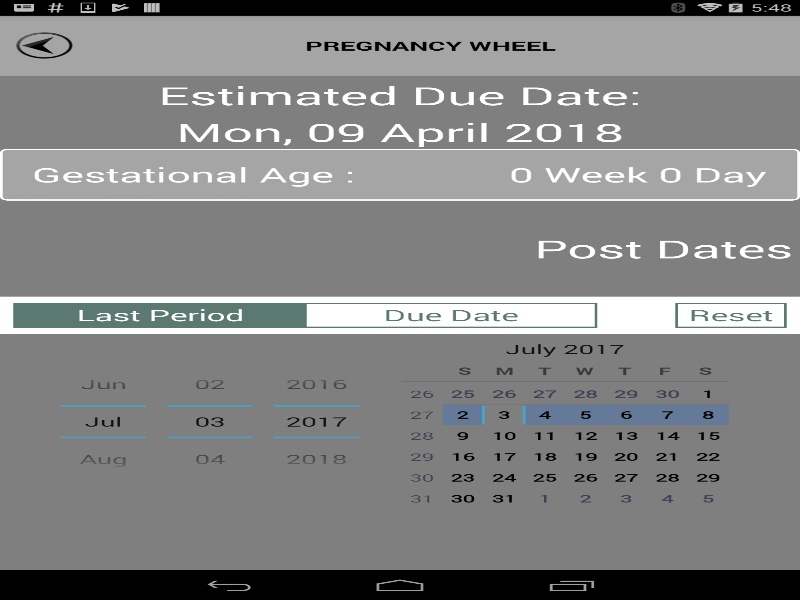 5:48
PREGNANCY WHEEL
Estimated Due Date:
Mon, 09 April 2018
Gestational Age : 0 Week 0 Day
Post Dates
Last Period Due Date Reset
Jun 02 2016
Jul 03 2017
Aug 04 2018
July 2017
S M T W T F S
26 25 26 27 28 29 30 1
27 2 3 4 5 6 7 8
28 9 10 11 12 13 14 15
29 16 17 18 19 20 21 22
30 23 24 25 26 27 28 29
31 30 31 1 2 3 4 5